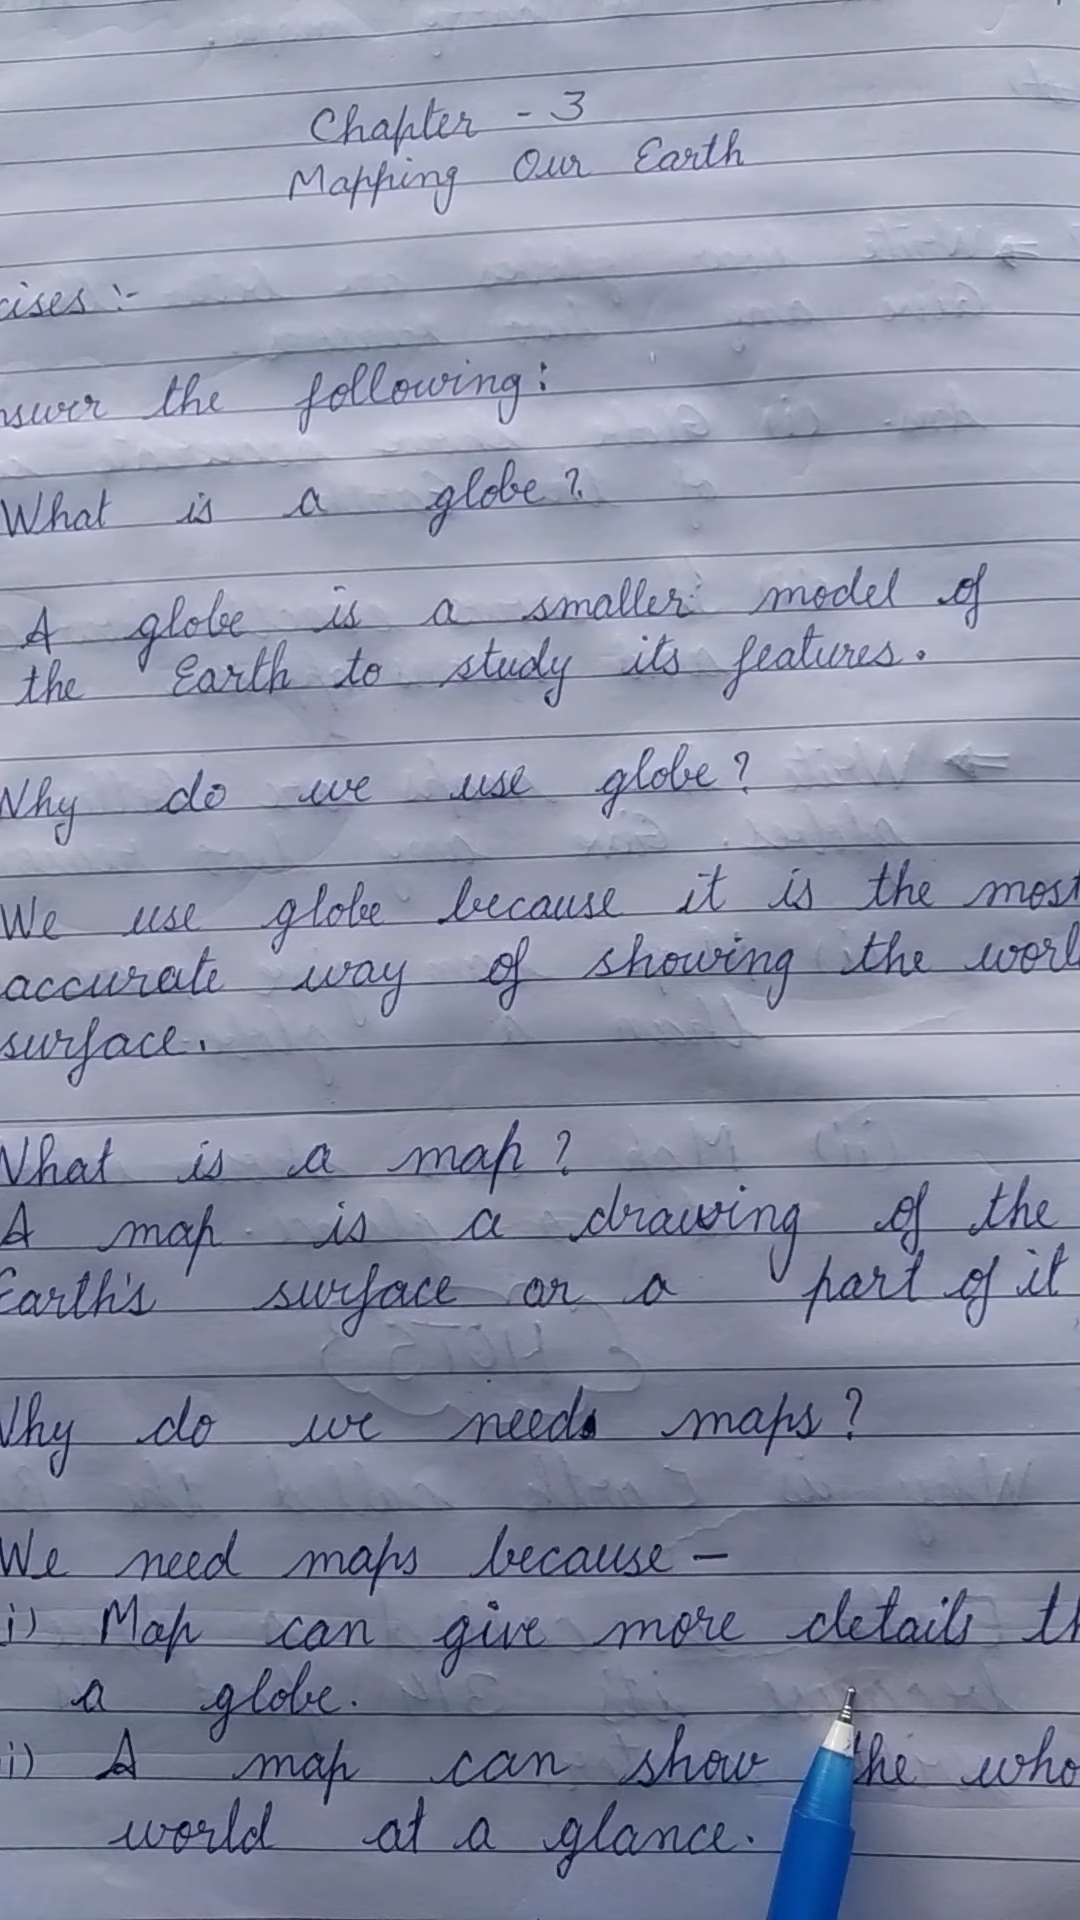 Chapter - 3
Mapping Our Earth
cises :-
nswer the following:
What is a globe?
A globe is a smaller model of
the Earth to study its features.
Why do we use globe?
We use globe because it is the most
accurate way of showing the worl
surface.
What is a map?
A map is a drawing of the
Earth's surface or a part of it
Why do we need maps?
We need maps because –
i) Map can give more details th
a globe.
i) A map can show the who
world at a glance.